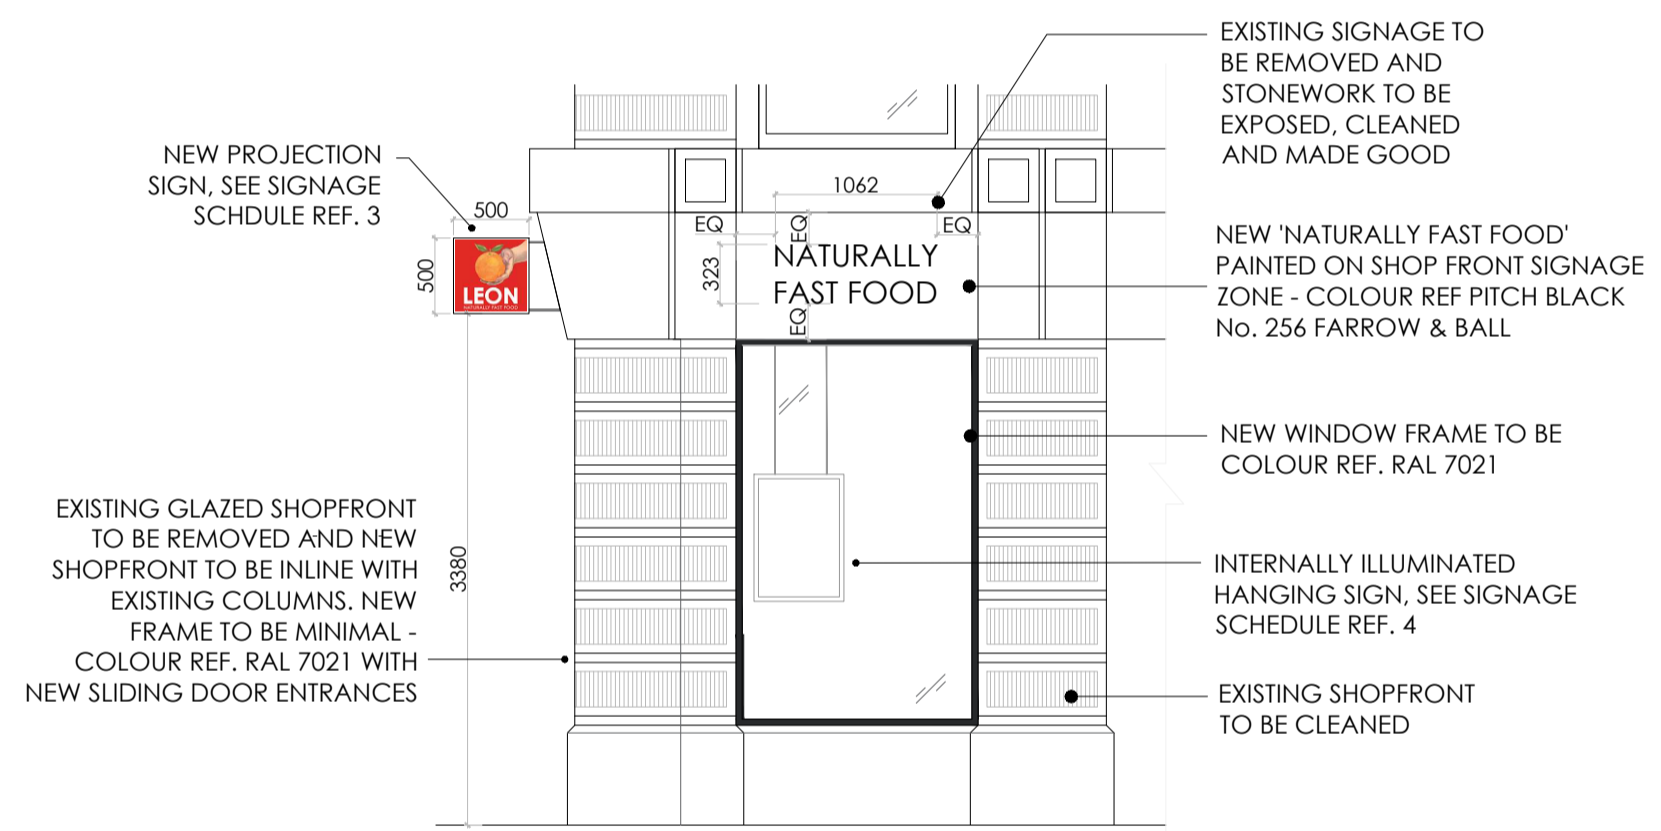 EXISTING SIGNAGE TO
BE REMOVED AND
STONEWORK TO BE
EXPOSED, CLEANED
AND MADE GOOD
NEW PROJECTION
SIGN, SEE SIGNAGE
SCHDULE REF. 3
500
500
LEON
NATURALLY FAST FOOD
1062
EQ
EQ
EQ
323
NATURALLY
FAST FOOD
EQ
NEW 'NATURALLY FAST FOOD'
PAINTED ON SHOP FRONT SIGNAGE
ZONE - COLOUR REF PITCH BLACK
No. 256 FARROW & BALL
NEW WINDOW FRAME TO BE
COLOUR REF. RAL 7021
EXISTING GLAZED SHOPFRONT
TO BE REMOVED AND NEW
SHOPFRONT TO BE INLINE WITH
EXISTING COLUMNS. NEW
FRAME TO BE MINIMAL -
COLOUR REF. RAL 7021 WITH
NEW SLIDING DOOR ENTRANCES
3380
INTERNALLY ILLUMINATED
HANGING SIGN, SEE SIGNAGE
SCHEDULE REF. 4
EXISTING SHOPFRONT
TO BE CLEANED